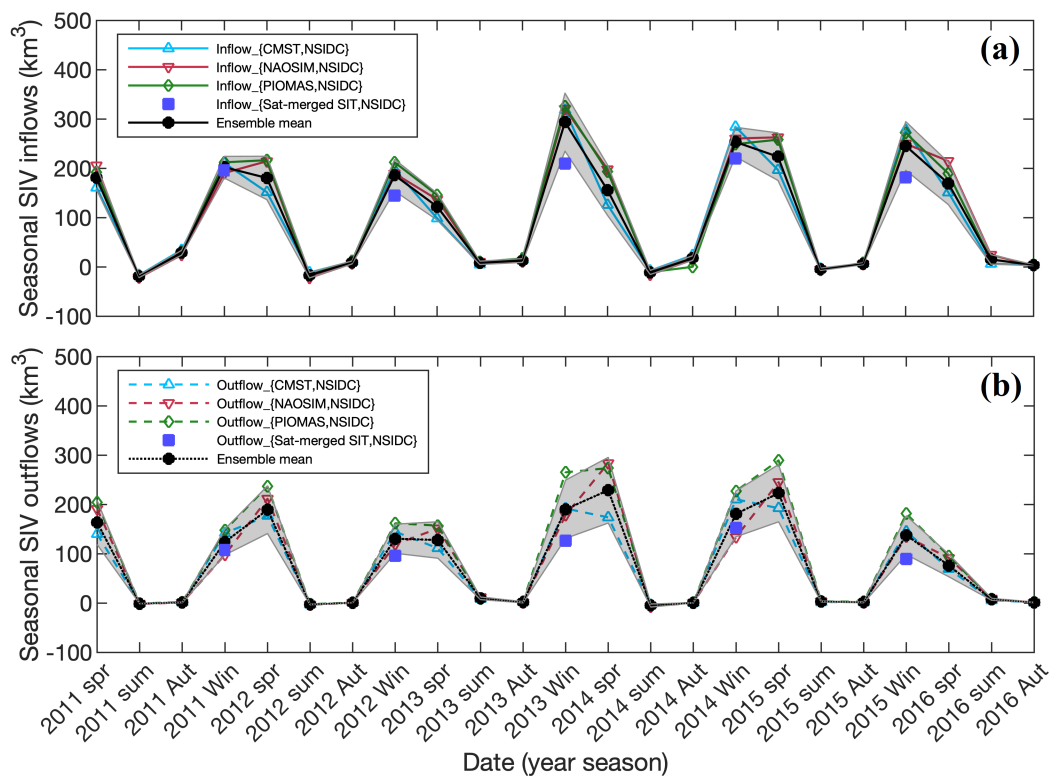 500
400
300
200
100
0
-100
Seasonal SIV inflows (km³)
Inflow_{CMST,NSIDC}
Inflow_{NAOSIM,NSIDC}
Inflow_{PIOMAS,NSIDC}
Inflow_{Sat-merged SIT,NSIDC}
Ensemble mean
(a)
500
400
300
200
100
0
-100
Seasonal SIV outflows (km³)
Outflow_{CMST,NSIDC}
Outflow_{NAOSIM,NSIDC}
Outflow_{PIOMAS,NSIDC}
Outflow_{Sat-merged SIT,NSIDC}
Ensemble mean
(b)
2011 spr
2011 sum
2011 Aut
2011 Win
2012 spr
2012 sum
2012 Aut
2012 Win
2013 spr
2013 sum
2013 Aut
2013 Win
2014 spr
2014 sum
2014 Aut
2014 Win
2015 spr
2015 sum
2015 Aut
2015 Win
2016 spr
2016 sum
2016 Aut
Date (year season)